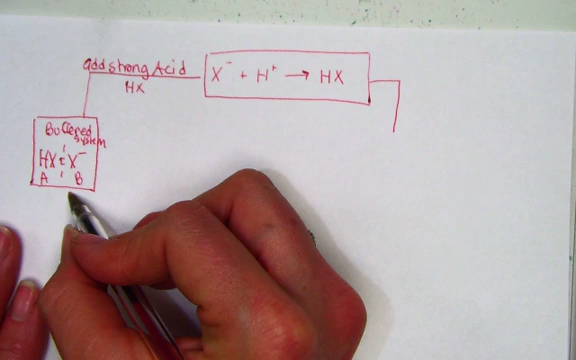 add strong Acid
HX
X⁻ + H⁺ → HX
Buffered
System
HX : X⁻
A B